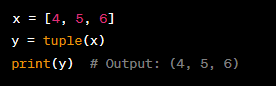 x = [4, 5, 6]
y = tuple(x)
print(y)  # Output: (4, 5, 6)